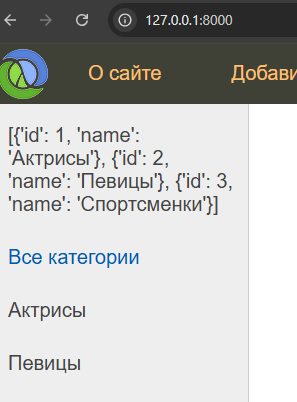 127.0.0.1:8000
О сайте Добави
[{'id': 1, 'name':
'Актрисы'}, {'id': 2,
'name': 'Певицы'}, {'id': 3,
'name': 'Спортсменки'}]
Все категории
Актрисы
Певицы